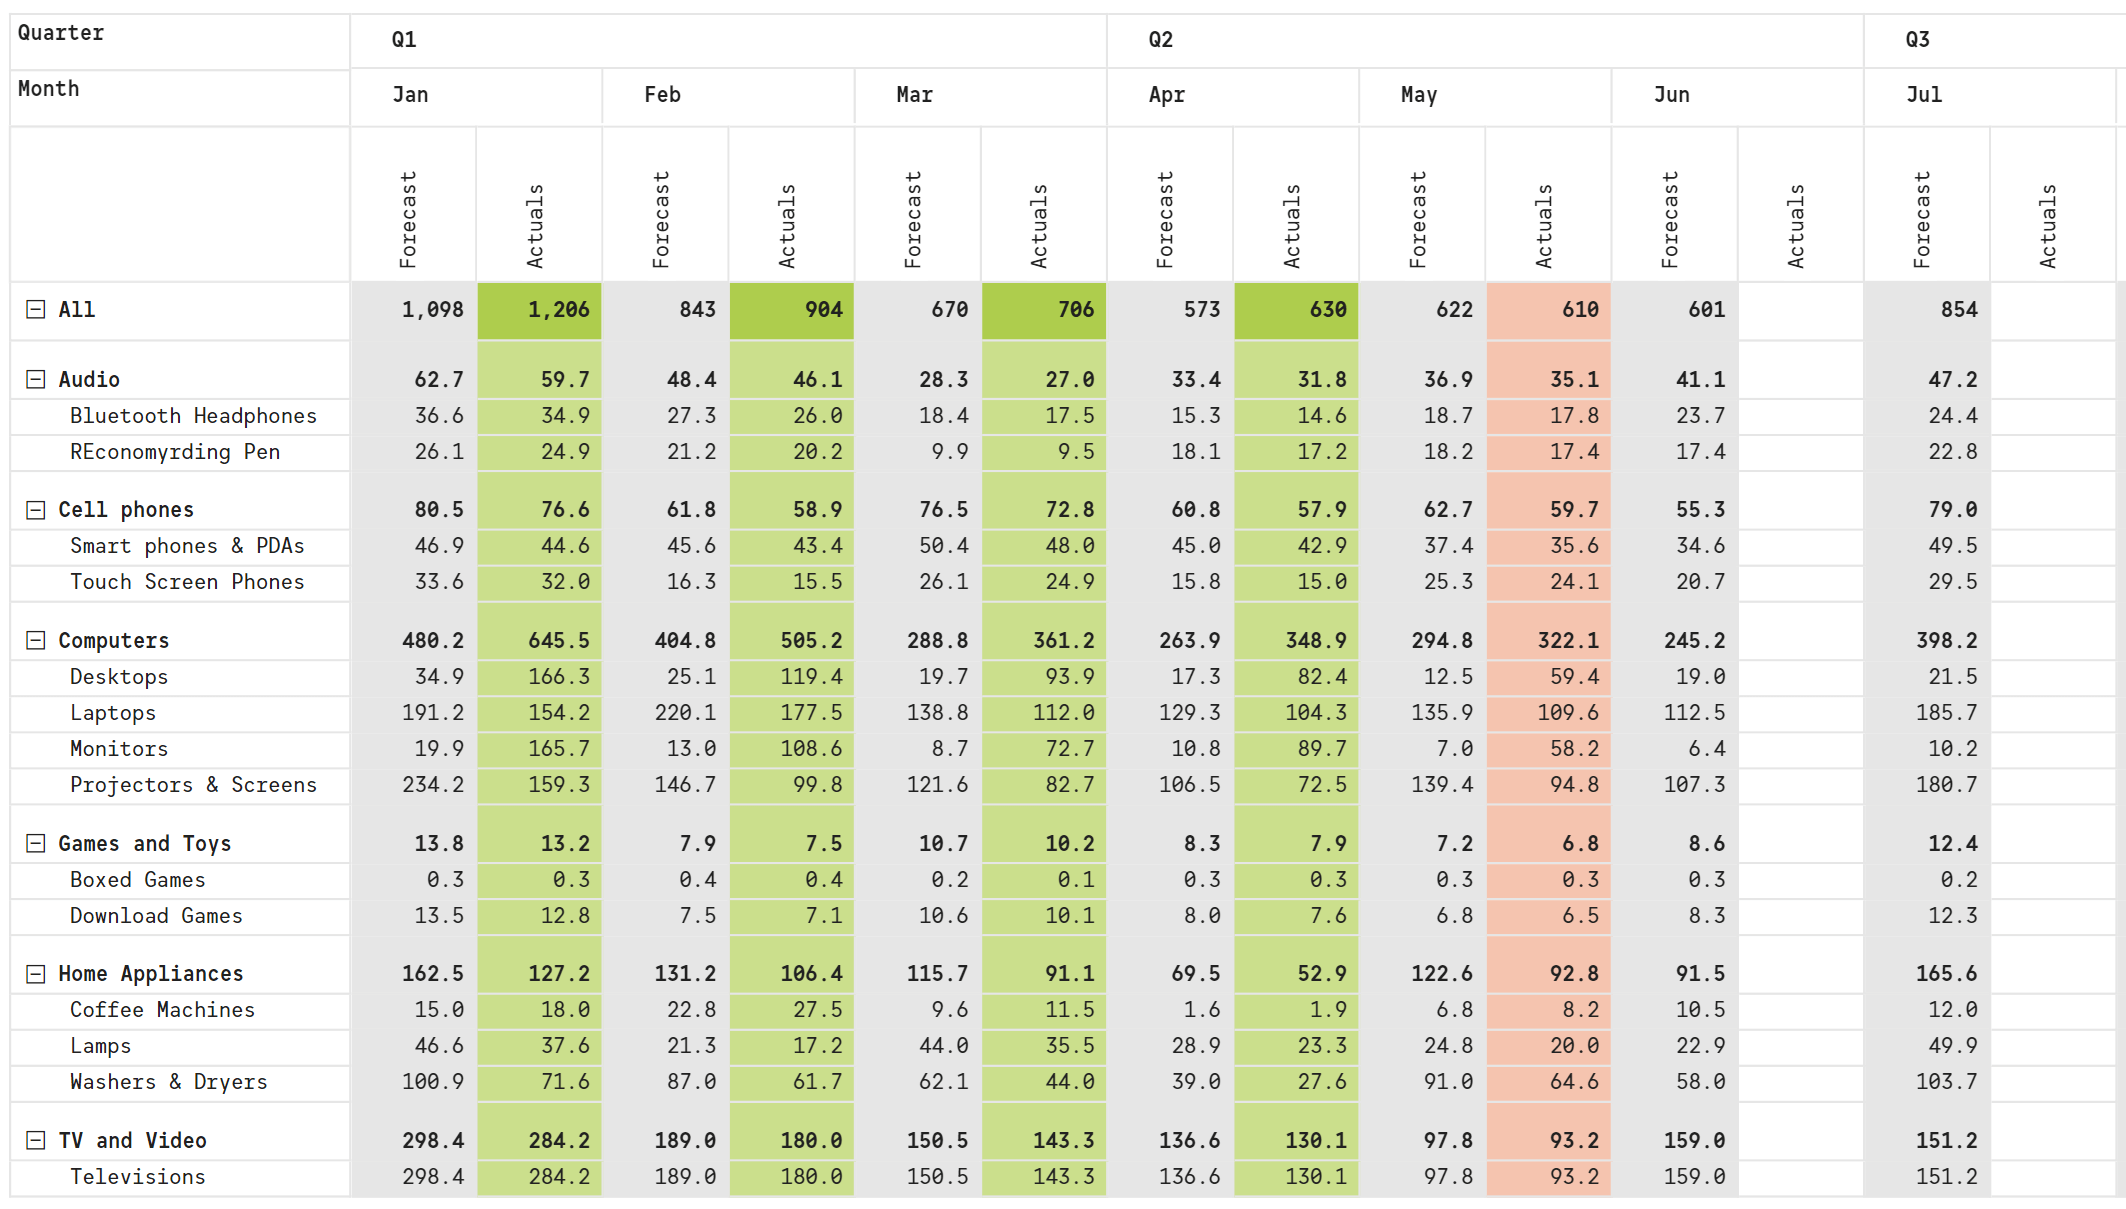 Quarter Q1 Q2 Q3
Month Jan Feb Mar Apr May Jun Jul
Forecast Actuals Forecast Actuals Forecast Actuals Forecast Actuals Forecast Actuals Forecast Actuals Forecast Actuals
All 1,098 1,206 843 904 670 706 573 630 622 610 601 854
Audio 62.7 59.7 48.4 46.1 28.3 27.0 33.4 31.8 36.9 35.1 41.1 47.2
Bluetooth Headphones 36.6 34.9 27.3 26.0 18.4 17.5 15.3 14.6 18.7 17.8 23.7 24.4
REconomyrding Pen 26.1 24.9 21.2 20.2 9.9 9.5 18.1 17.2 18.2 17.4 17.4 22.8
Cell phones 80.5 76.6 61.8 58.9 76.5 72.8 60.8 57.9 62.7 59.7 55.3 79.0
Smart phones & PDAs 46.9 44.6 45.6 43.4 50.4 48.0 45.0 42.9 37.4 35.6 34.6 49.5
Touch Screen Phones 33.6 32.0 16.3 15.5 26.1 24.9 15.8 15.0 25.3 24.1 20.7 29.5
Computers 480.2 645.5 404.8 505.2 288.8 361.2 263.9 348.9 294.8 322.1 245.2 398.2
Desktops 34.9 166.3 25.1 119.4 19.7 93.9 17.3 82.4 12.5 59.4 19.0 21.5
Laptops 191.2 154.2 220.1 177.5 138.8 112.0 129.3 104.3 135.9 109.6 112.5 185.7
Monitors 19.9 165.7 13.0 108.6 8.7 72.7 10.8 89.7 7.0 58.2 6.4 10.2
Projectors & Screens 234.2 159.3 146.7 99.8 121.6 82.7 106.5 72.5 139.4 94.8 107.3 180.7
Games and Toys 13.8 13.2 7.9 7.5 10.7 10.2 8.3 7.9 7.2 6.8 8.6 12.4
Boxed Games 0.3 0.3 0.4 0.4 0.2 0.1 0.3 0.3 0.3 0.3 0.3 0.2
Download Games 13.5 12.8 7.5 7.1 10.6 10.1 8.0 7.6 6.8 6.5 8.3 12.3
Home Appliances 162.5 127.2 131.2 106.4 115.7 91.1 69.5 52.9 122.6 92.8 91.5 165.6
Coffee Machines 15.0 18.0 22.8 27.5 9.6 11.5 1.6 1.9 6.8 8.2 10.5 12.0
Lamps 46.6 37.6 21.3 17.2 44.0 35.5 28.9 23.3 24.8 20.0 22.9 49.9
Washers & Dryers 100.9 71.6 87.0 61.7 62.1 44.0 39.0 27.6 91.0 64.6 58.0 103.7
TV and Video 298.4 284.2 189.0 180.0 150.5 143.3 136.6 130.1 97.8 93.2 159.0 151.2
Televisions 298.4 284.2 189.0 180.0 150.5 143.3 136.6 130.1 97.8 93.2 159.0 151.2